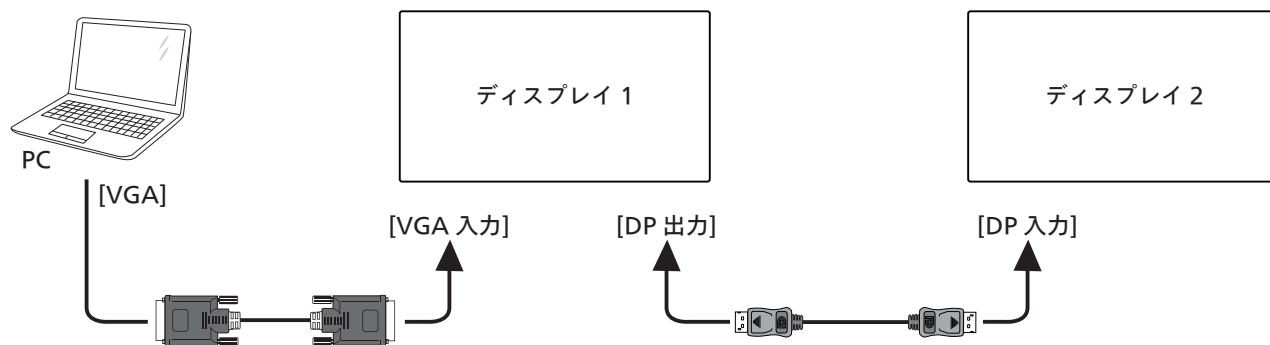 ディスプレイ 1
ディスプレイ 2
PC
[VGA]
[VGA 入力]
[DP 出力]
[DP 入力]